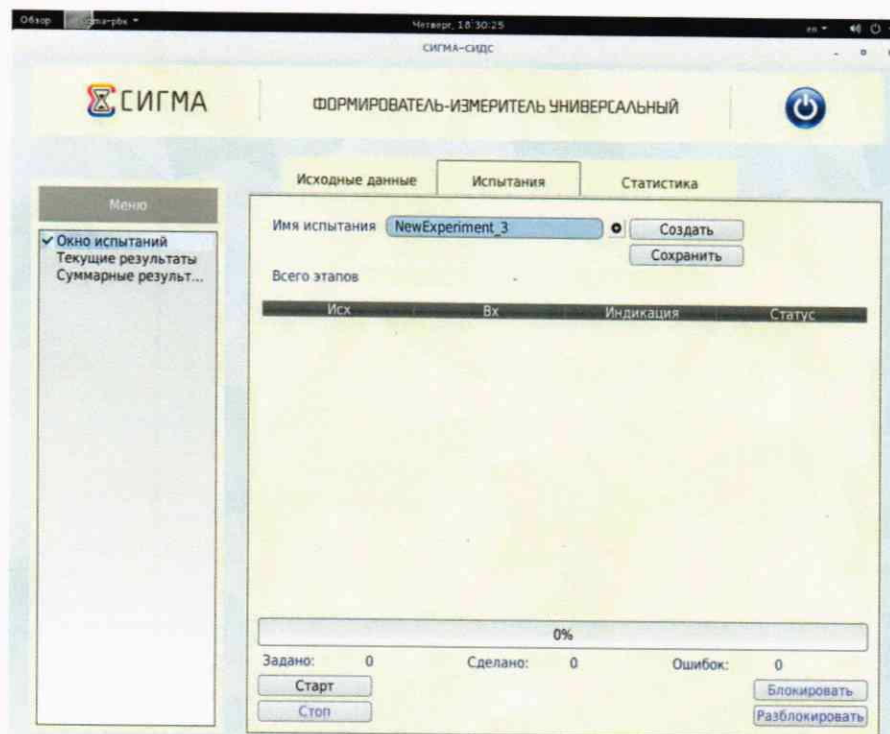 Обзор
Четверг, 18:30:25
en
СИГМА-СИДС
СИГМА
ФОРМИРОВАТЕЛЬ-ИЗМЕРИТЕЛЬ УНИВЕРСАЛЬНЫЙ
Исходные данные Испытания Статистика
Меню
Окно испытаний
Текущие результаты
Суммарные результ...
Имя испытания NewExperiment_3 Создать
Сохранить
Всего этапов
Исх Вх Индикация Статус
0%
Задано: 0 Сделано: 0 Ошибок: 0
Старт Блокировать
Стоп Разблокировать